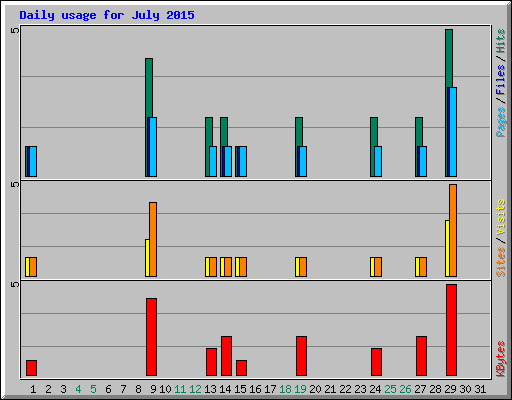 Daily usage for July 2015
5
Pages / Files / Hits
5
Sites / Visits
5
KBytes
1 2 3 4 5 6 7 8 9 10 11 12 13 14 15 16 17 18 19 20 21 22 23 24 25 26 27 28 29 30 31